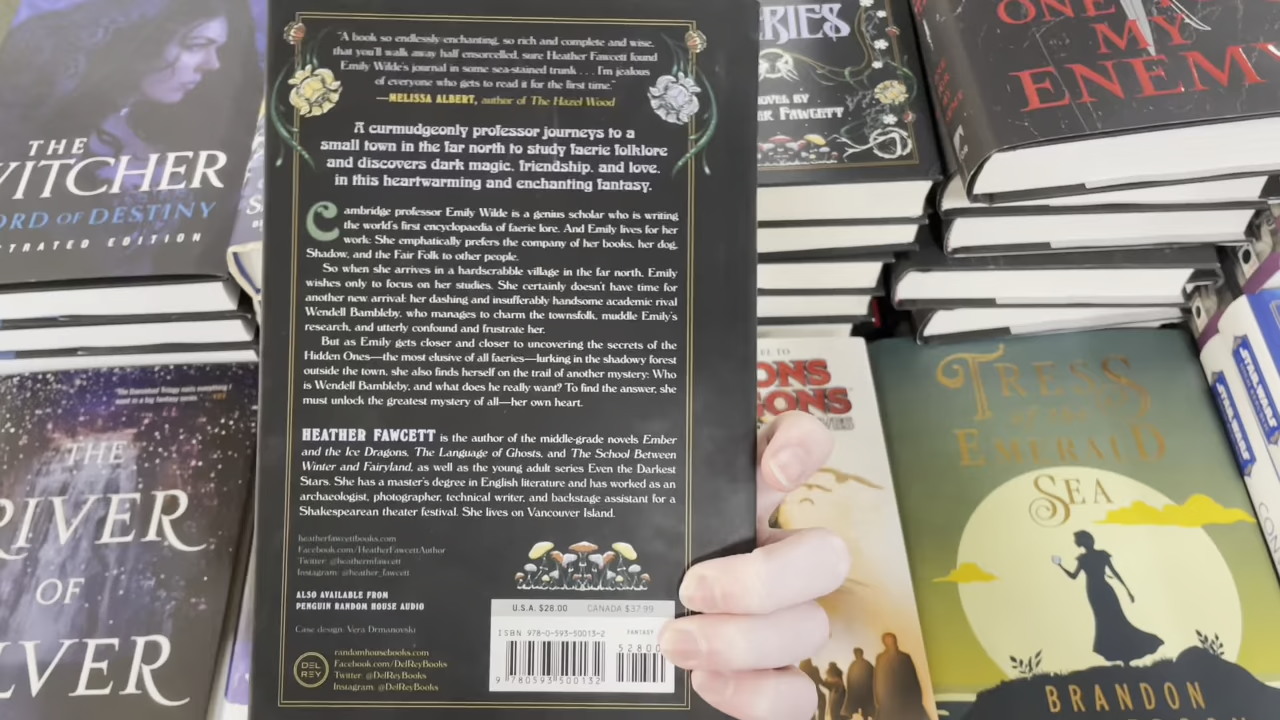 "A book so endlessly enchanting, so rich and complete and wise,
that you'll walk away half ensorcelled, sure Heather Fawcett found
Emily Wilde's journal in some sea-stained trunk . . . I'm jealous
of everyone who gets to read it for the first time."
—MELISSA ALBERT, author of The Hazel Wood
A curmudgeonly professor journeys to a
small town in the far north to study faerie folklore
and discovers dark magic, friendship, and love,
in this heartwarming and enchanting fantasy.
Cambridge professor Emily Wilde is a genius scholar who is writing
the world's first encyclopaedia of faerie lore. And Emily lives for her
work: She emphatically prefers the company of her books, her dog,
Shadow, and the Fair Folk to other people.
So when she arrives in a hardscrabble village in the far north, Emily
wishes only to focus on her studies. She certainly doesn't have time for
another new arrival: her dashing and insufferably handsome academic rival
Wendell Bambleby, who manages to charm the townsfolk, muddle Emily's
research, and utterly confound and frustrate her.
But as Emily gets closer and closer to uncovering the secrets of the
Hidden Ones—the most elusive of all faeries—lurking in the shadowy forest
outside the town, she also finds herself on the trail of another mystery: Who
is Wendell Bambleby, and what does he really want? To find the answer, she
must unlock the greatest mystery of all—her own heart.
HEATHER FAWCETT is the author of the middle-grade novels Ember
and the Ice Dragons, The Language of Ghosts, and The School Between
Winter and Fairyland, as well as the young adult series Even the Darkest
Stars. She has a master's degree in English literature and has worked as an
archaeologist, photographer, technical writer, and backstage assistant for a
Shakespearean theater festival. She lives on Vancouver Island.
heatherfawcettbooks.com
Facebook.com/HeatherFawcettAuthor
Twitter: @heathermfawcett
Instagram: @heather_fawcett
ALSO AVAILABLE FROM
PENGUIN RANDOM HOUSE AUDIO
Case design: Vera Drmanovski
DEL
REY
randomhousebooks.com
Facebook.com/DelReyBooks
Twitter: @DelReyBooks
Instagram: @DelReyBooks
U.S.A. $28.00 CANADA $37.99
ISBN 978-0-593-50013-2 FANTASY
52800
9 780593 500132
THE
WITCHER
ORD OF DESTINY
STRATED EDITION
THE
RIVER
OF
LVER
RIES
NOVEL BY
ER FAWCETT
ONE
MY
ENEMY
EL TO
ONS
GONS
TRESS
of the
EMERALD
SEA
BRANDON
STAR WARS
STAR WARS
CON